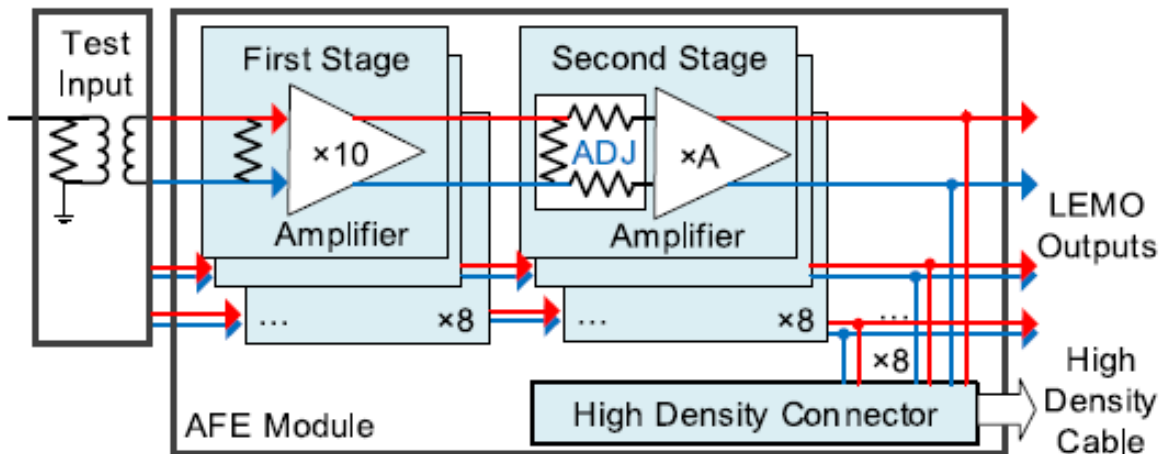 Test
Input
First Stage
×10
Amplifier
... ×8
Second Stage
ADJ
×A
Amplifier
... ×8
LEMO
Outputs
...
×8
AFE Module
High Density Connector
High
Density
Cable